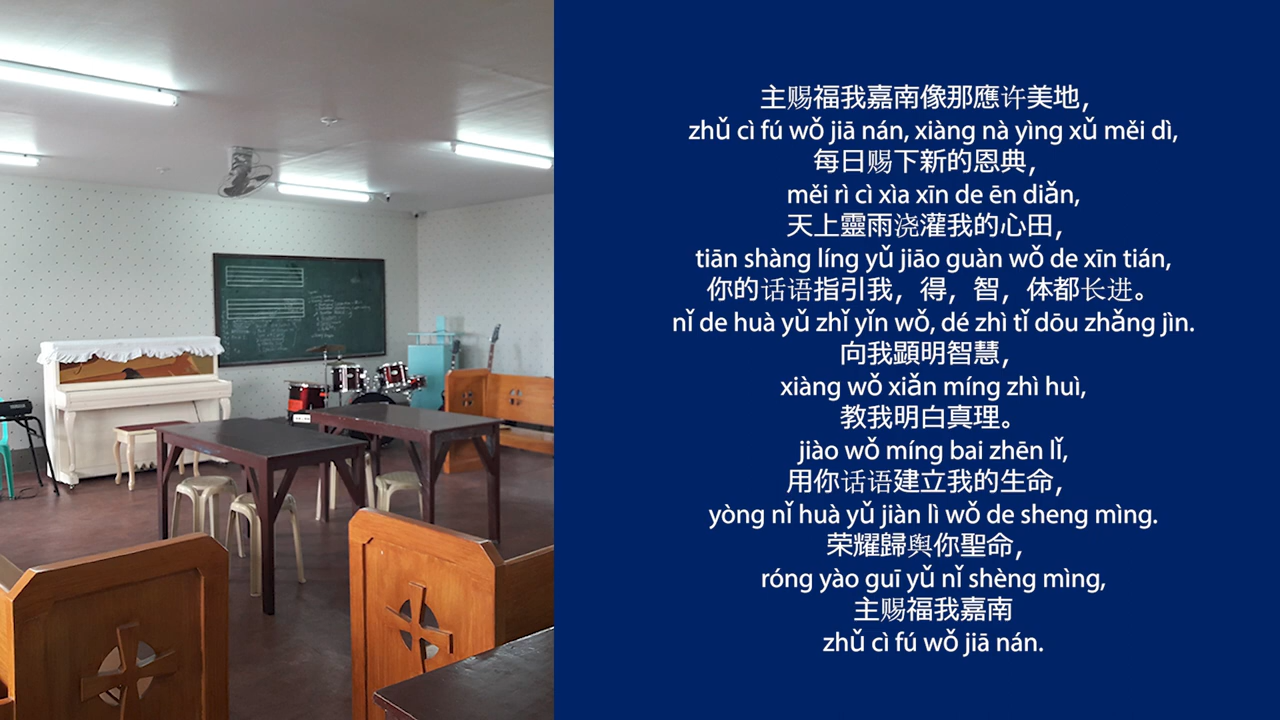 主赐福我嘉南像那應许美地，
zhǔ cì fú wǒ jiā nán, xiàng nà yìng xǔ měi dì,
每日赐下新的恩典，
měi rì cì xìa xīn de ēn diǎn,
天上靈雨浇灌我的心田，
tiān shàng líng yǔ jiāo guàn wǒ de xīn tián,
你的话语指引我，得，智，体都长进。
nǐ de huà yǔ zhǐ yǐn wǒ, dé zhì tǐ dōu zhǎng jìn.
向我顯明智慧，
xiàng wǒ xiǎn míng zhì huì,
教我明白真理。
jiào wǒ míng bai zhēn lǐ,
用你话语建立我的生命，
yòng nǐ huà yǔ jiàn lì wǒ de sheng mìng.
荣耀歸與你聖命，
róng yào guī yǔ nǐ shèng mìng,
主赐福我嘉南
zhǔ cì fú wǒ jiā nán.